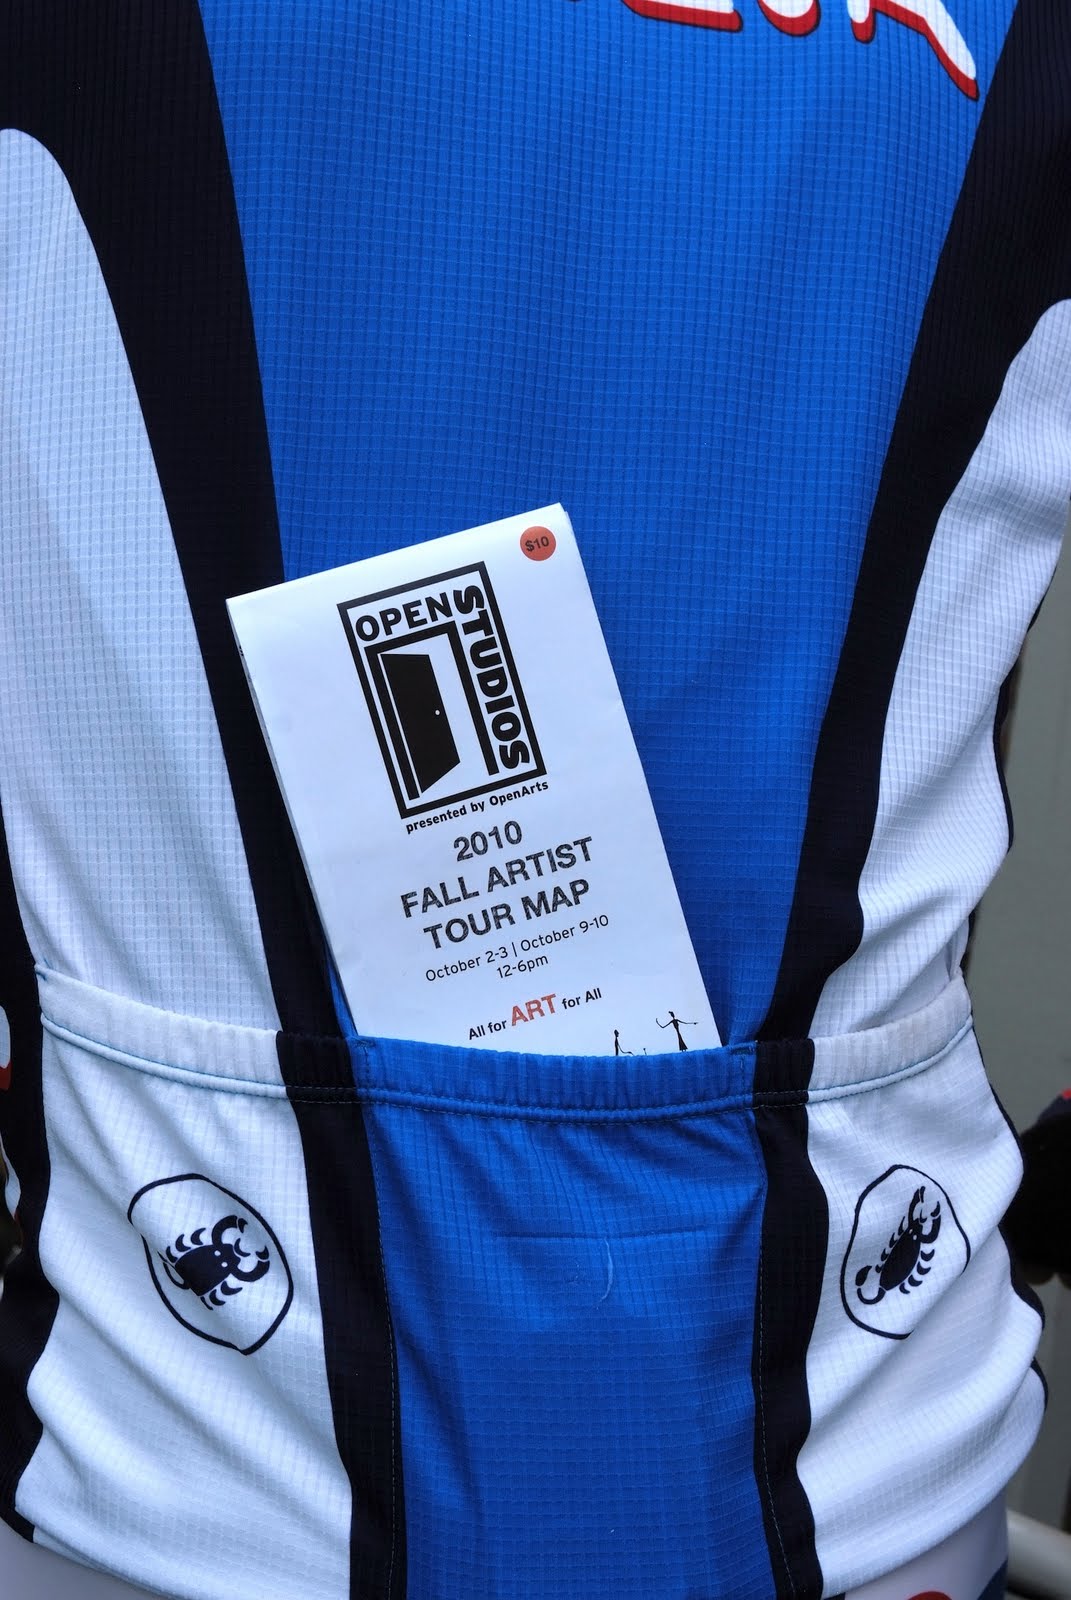 $10
OPEN STUDIOS
presented by OpenArts
2010
FALL ARTIST
TOUR MAP
October 2-3 | October 9-10
12-6pm
All for ART for All